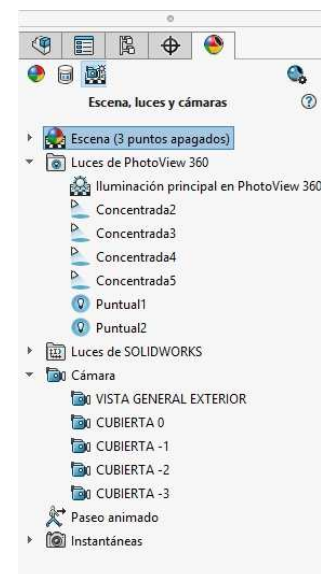 Escena, luces y cámaras
Escena (3 puntos apagados)
Luces de PhotoView 360
Iluminación principal en PhotoView 360
Concentrada2
Concentrada3
Concentrada4
Concentrada5
Puntual1
Puntual2
Luces de SOLIDWORKS
Cámara
VISTA GENERAL EXTERIOR
CUBIERTA 0
CUBIERTA -1
CUBIERTA -2
CUBIERTA -3
Paseo animado
Instantáneas